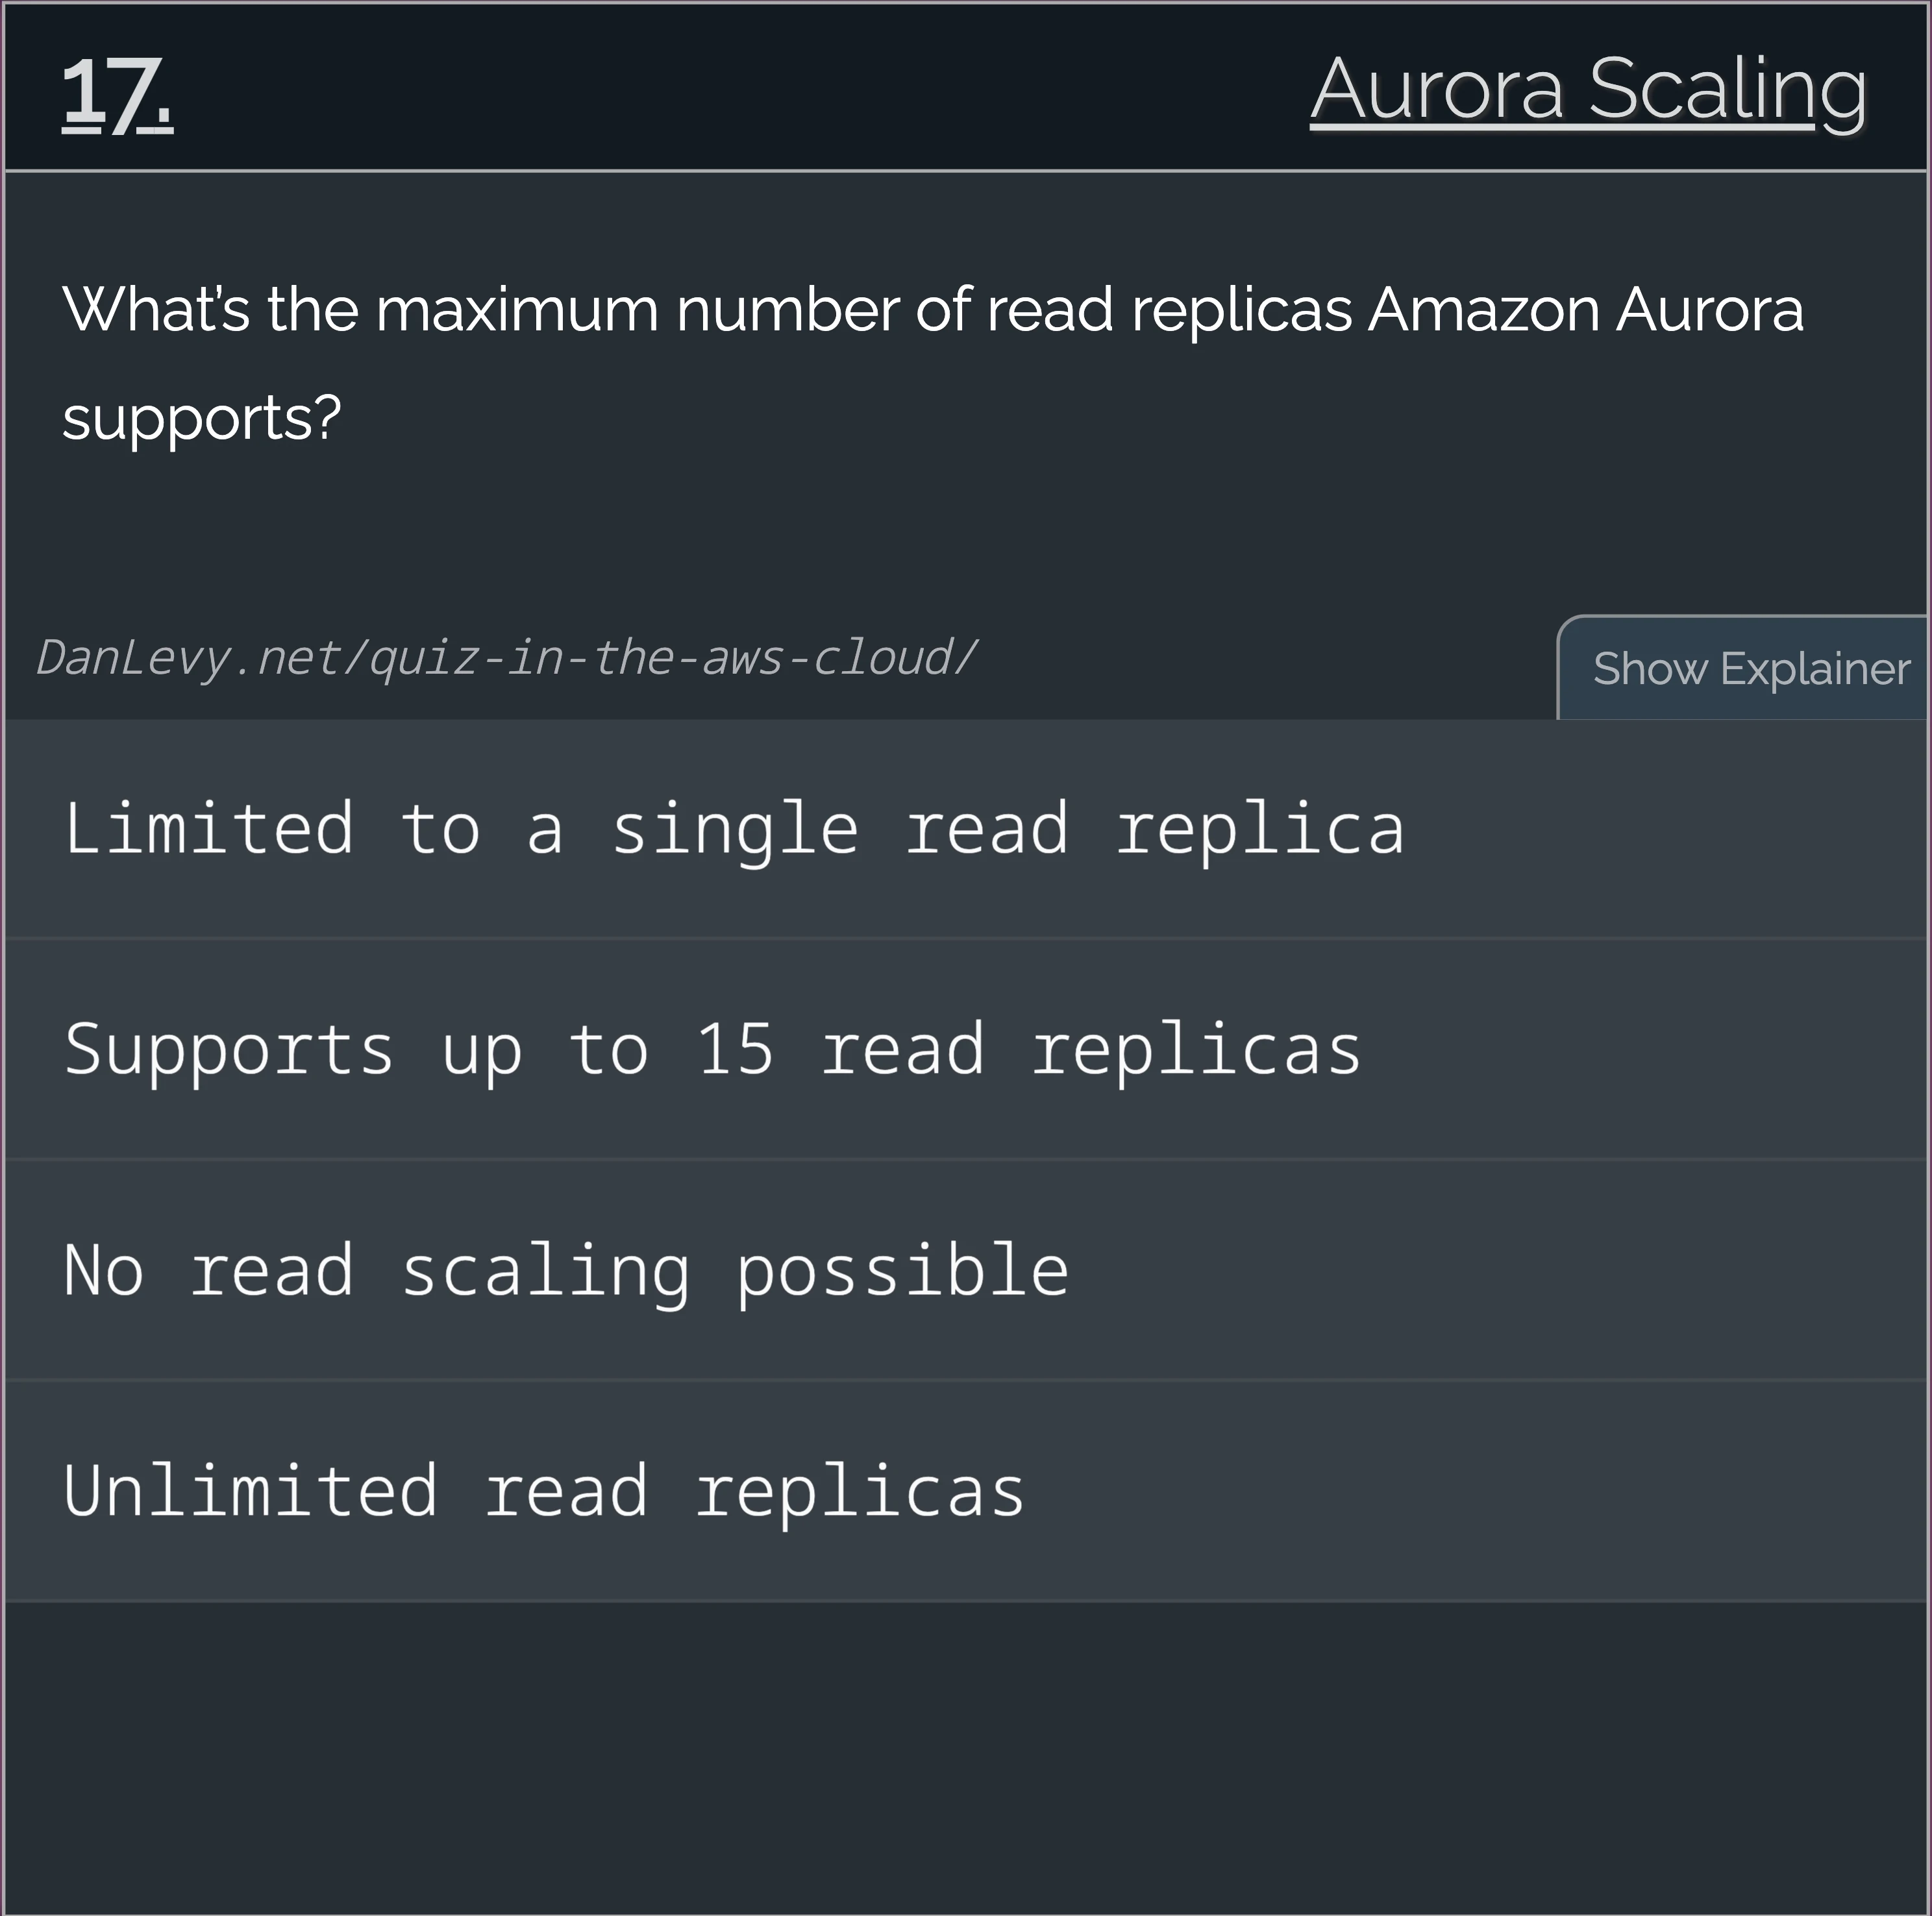 17.
Aurora Scaling
What's the maximum number of read replicas Amazon Aurora
supports?
DanLevy.net/quiz-in-the-aws-cloud/
Show Explainer
Limited to a single read replica
Supports up to 15 read replicas
No read scaling possible
Unlimited read replicas